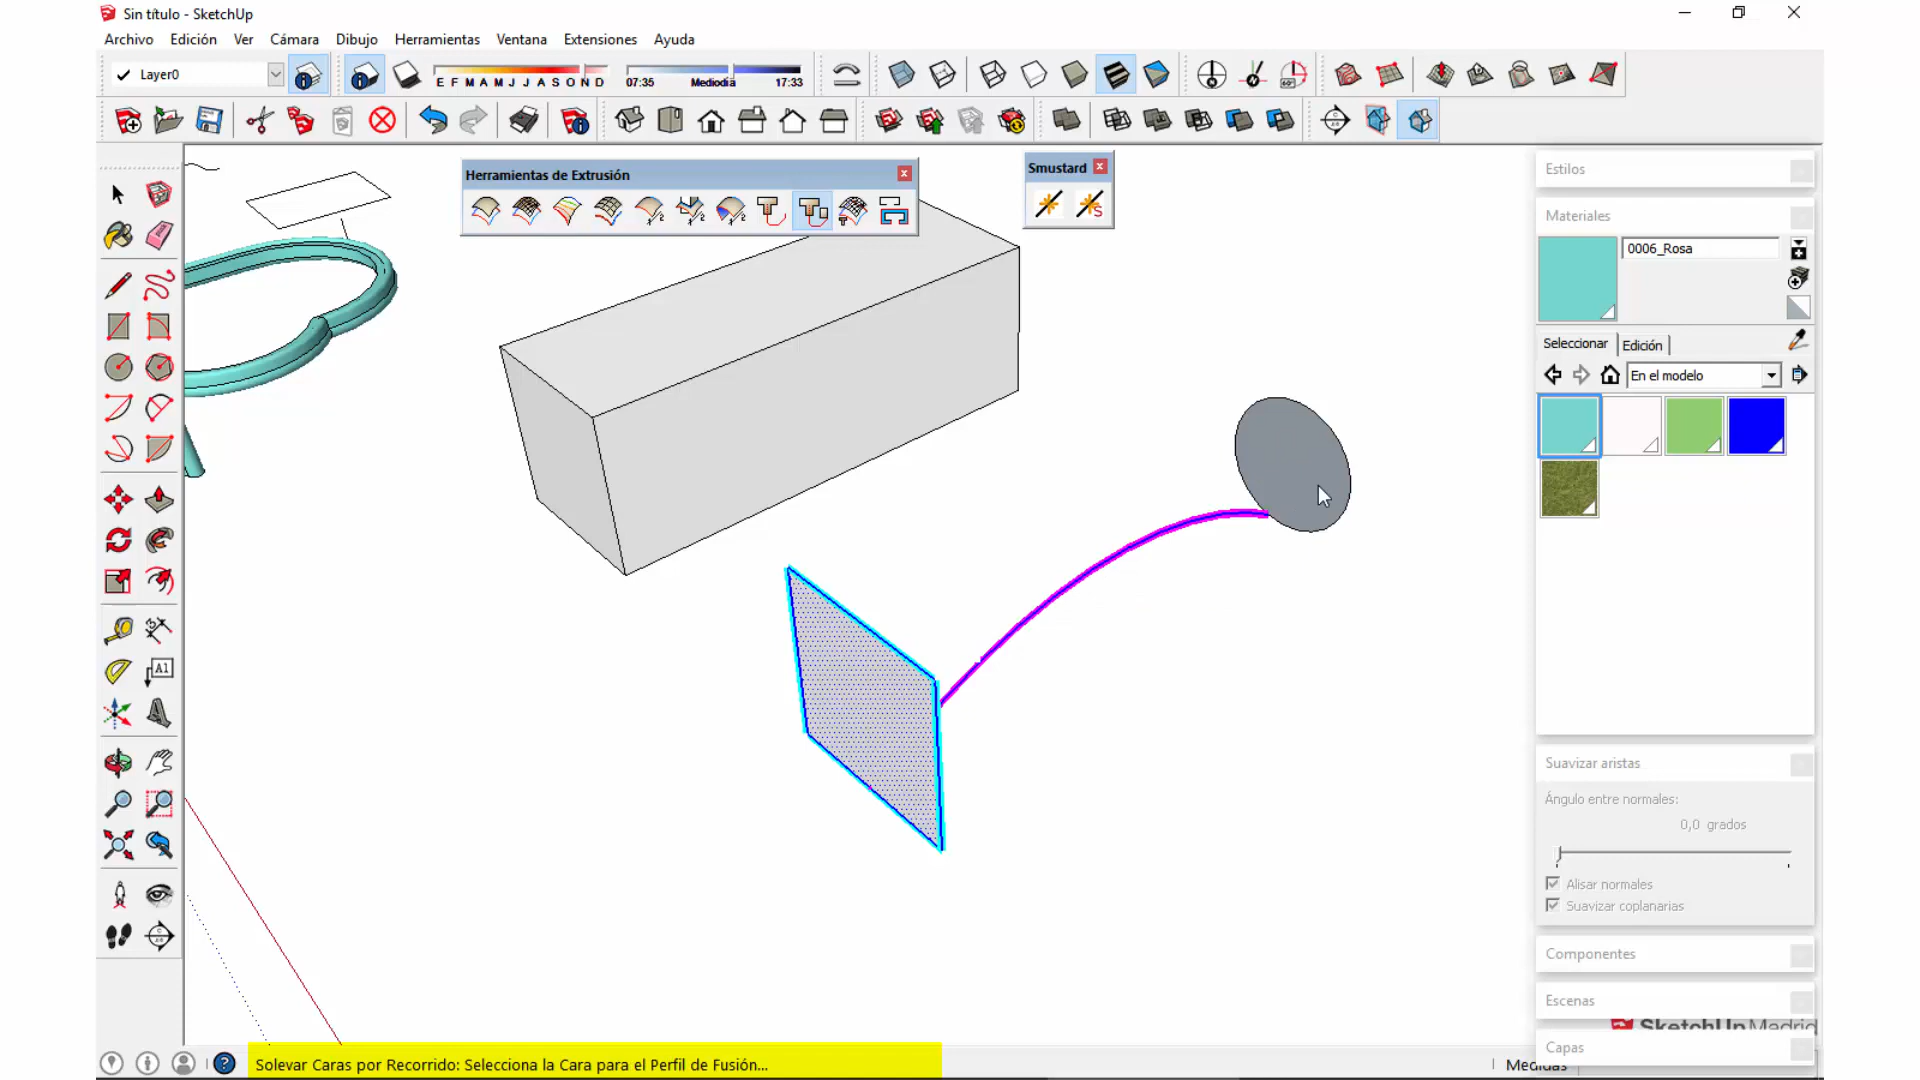 Sin título - SketchUp
Archivo Edición Ver Cámara Dibujo Herramientas Ventana Extensiones Ayuda
Layer0
E F M A M J J A S O N D
07:35 Mediodía 17:33
Herramientas de Extrusión
Smustard
Estilos
Materiales
0006_Rosa
Seleccionar Edición
En el modelo
A1
Suavizar aristas
Ángulo entre normales:
0,0 grados
Alisar normales
Suavizar coplanarias
Componentes
Escenas
SketchUp Madrid
Capas
Solevar Caras por Recorrido: Selecciona la Cara para el Perfil de Fusión...
Medidas